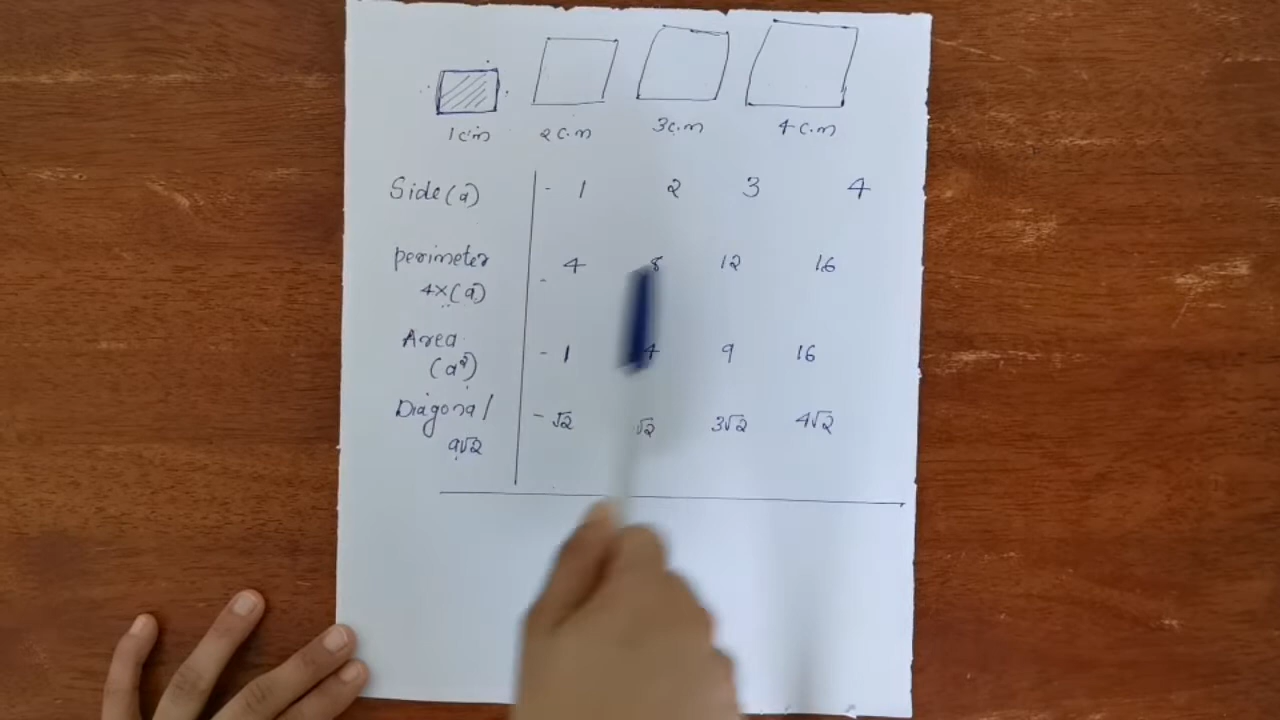 1cm 2c.m 3c.m 4c.m
Side(a) - 1 2 3 4
perimeter 4 8 12 16
4×(a) -
Area - 1 4 9 16
(a²)
Diagonal - √2 √2 3√2 4√2
a√2